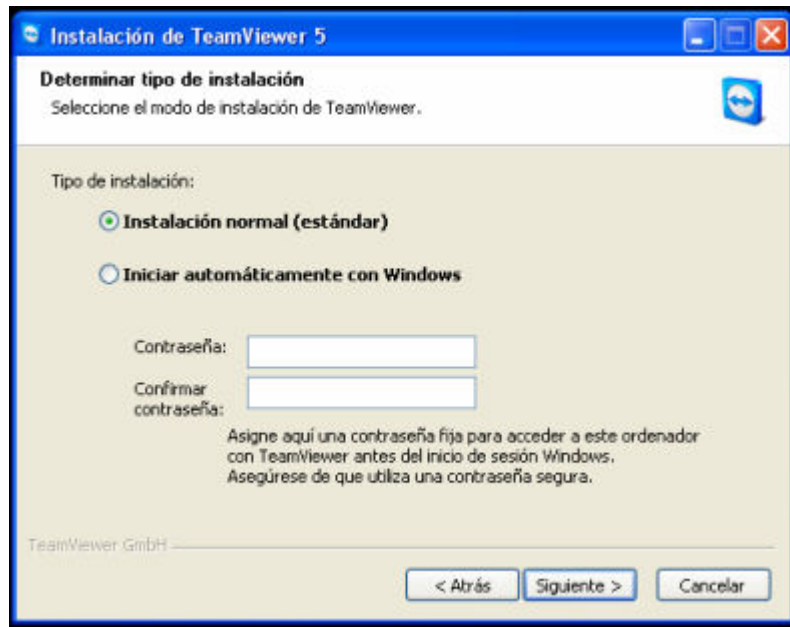 Instalación de TeamViewer 5
Determinar tipo de instalación
Seleccione el modo de instalación de TeamViewer.
Tipo de instalación:
Instalación normal (estándar)
Iniciar automáticamente con Windows
Contraseña:
Confirmar
contraseña:
Asigne aquí una contraseña fija para acceder a este ordenador
con TeamViewer antes del inicio de sesión Windows.
Asegúrese de que utiliza una contraseña segura.
TeamViewer GmbH
< Atrás Siguiente > Cancelar